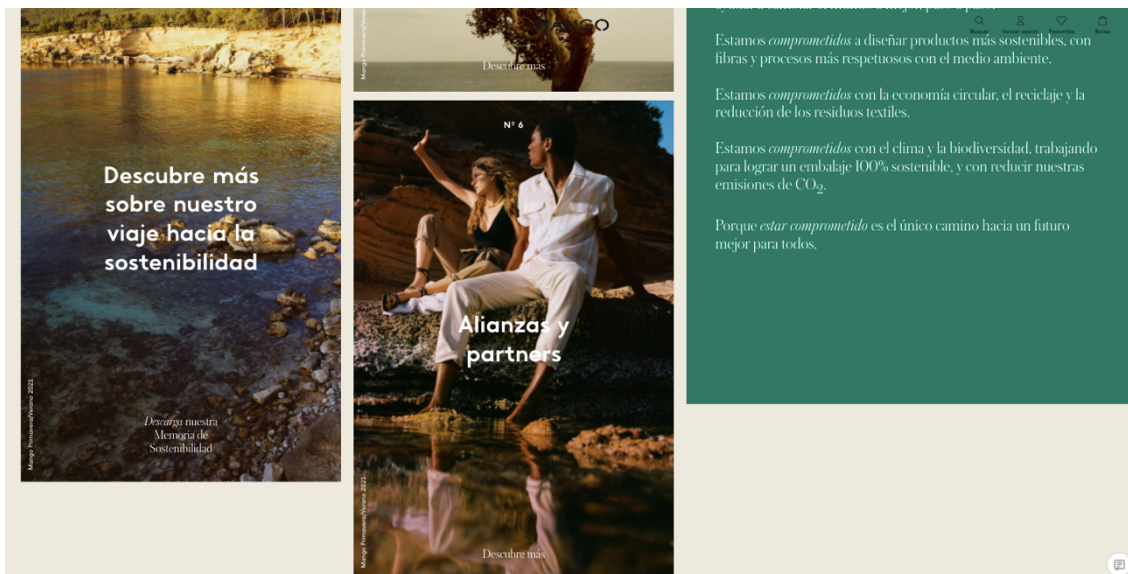 MANGO
Buscar
Iniciar sesión
Favoritos
Bolsa
Descubre más
sobre nuestro
viaje hacia la
sostenibilidad
Mango Primavera/Verano 2021
Descarga nuestra
Memoria de
Sostenibilidad
Descubre más
Nº 6
Alianzas y
partners
Mango Primavera/Verano 2021
Descubre más
Estamos comprometidos a diseñar productos más sostenibles, con
fibras y procesos más respetuosos con el medio ambiente.
Estamos comprometidos con la economía circular, el reciclaje y la
reducción de los residuos textiles.
Estamos comprometidos con el clima y la biodiversidad, trabajando
para lograr un embalaje 100% sostenible, y con reducir nuestras
emisiones de CO₂.
Porque estar comprometido es el único camino hacia un futuro
mejor para todos.